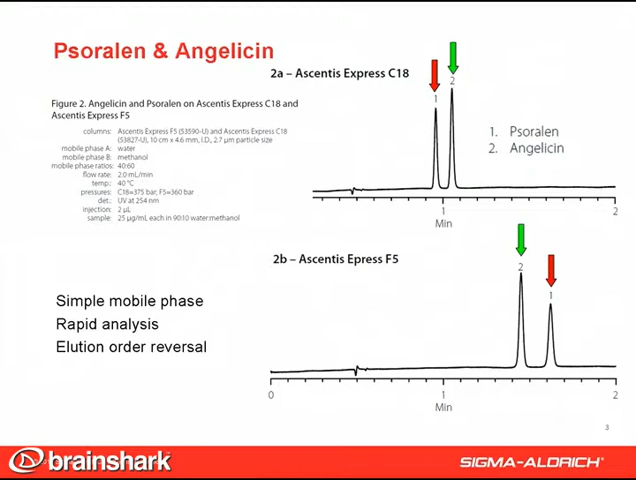 Psoralen & Angelicin
2a – Ascentis Express C18
Figure 2. Angelicin and Psoralen on Ascentis Express C18 and
Ascentis Express F5
columns: Ascentis Express F5 (53590-U) and Ascentis Express C18
(53827-U), 10 cm x 4.6 mm, I.D., 2.7 µm particle size
mobile phase A: water
mobile phase B: methanol
mobile phase ratios: 40:60
flow rate: 2.0 mL/min
temp.: 40 °C
pressures: C18=375 bar; F5=360 bar
det.: UV at 254 nm
injection: 2 µL
sample: 25 µg/mL each in 90:10 water:methanol
1 2
1. Psoralen
2. Angelicin
1 2
Min
2b – Ascentis Epress F5
2 1
Simple mobile phase
Rapid analysis
Elution order reversal
0 1 2
Min
3
brainshark
SIGMA-ALDRICH®